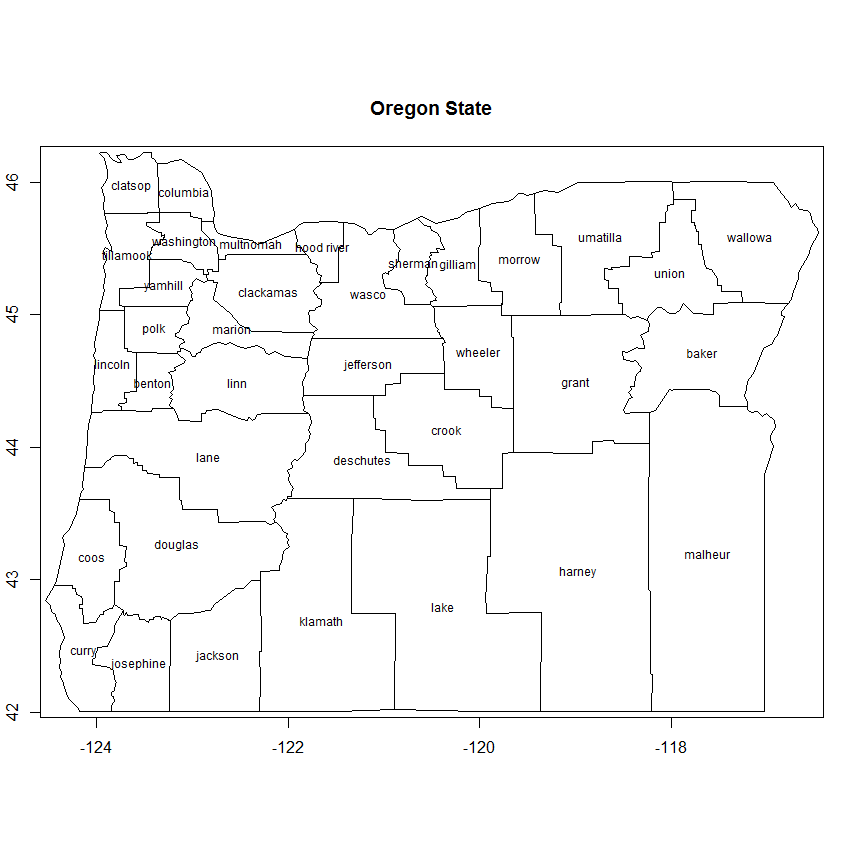 Oregon State
46
45
44
43
42
clatsop
columbia
tillamook
washington
multnomah
hood river
sherman
gilliam
morrow
umatilla
wallowa
union
yamhill
clackamas
wasco
polk
marion
wheeler
baker
lincoln
benton
linn
jefferson
grant
crook
lane
deschutes
coos
douglas
harney
malheur
curry
josephine
jackson
klamath
lake
-124
-122
-120
-118